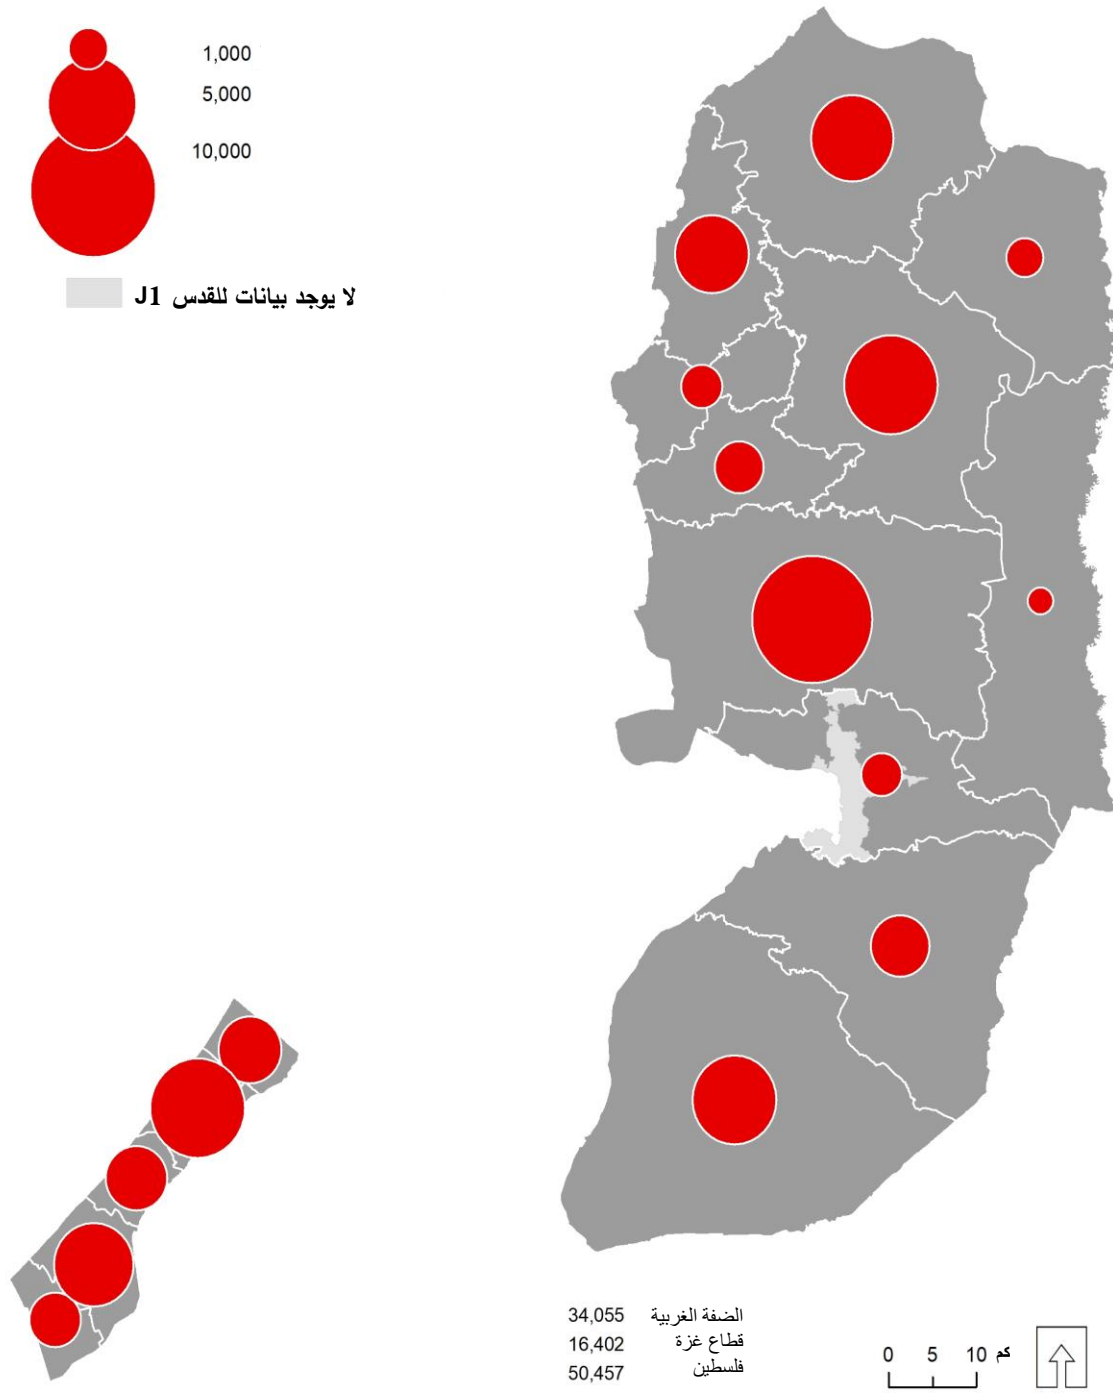 1,000
5,000
10,000
لا يوجد بيانات للقدس J1
الضفة الغربية 34,055
قطاع غزة 16,402
فلسطين 50,457
0 5 10 كم